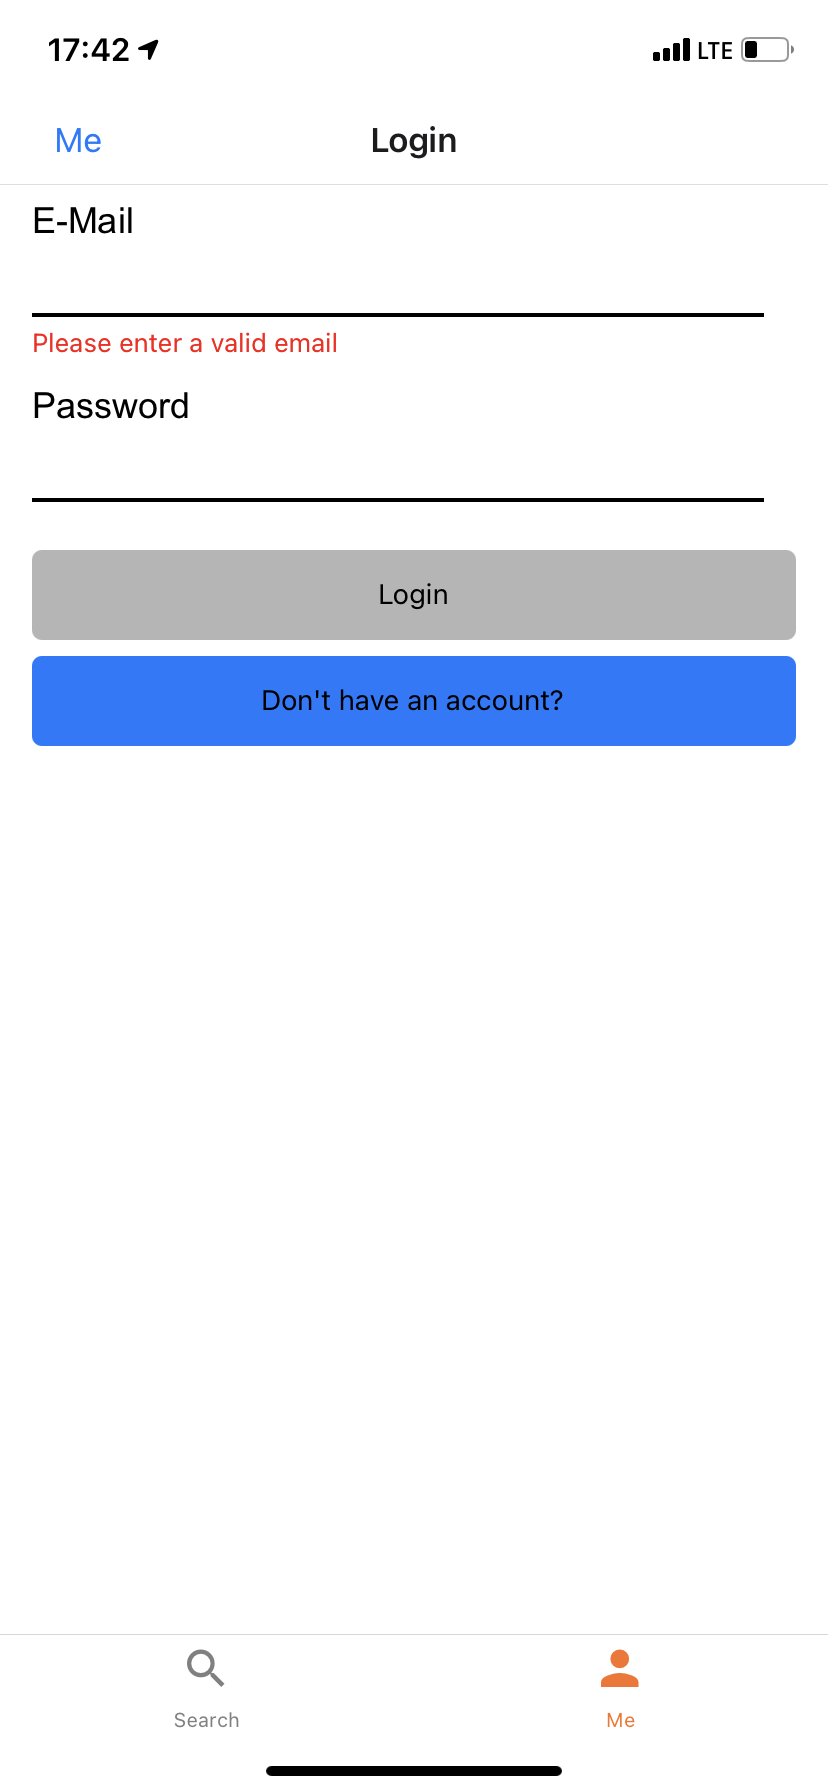 17:42 LTE
Me Login
E-Mail
Please enter a valid email
Password
Login
Don't have an account?
Search Me